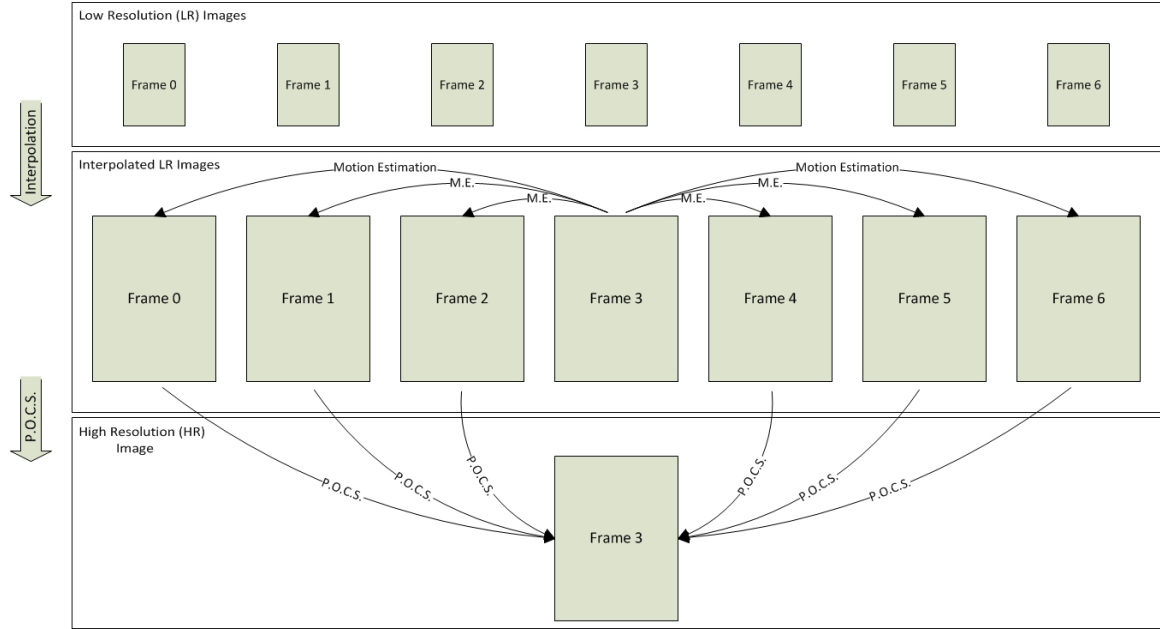 Low Resolution (LR) Images
Frame 0
Frame 1
Frame 2
Frame 3
Frame 4
Frame 5
Frame 6
Interpolation
Interpolated LR Images
Motion Estimation
Motion Estimation
M.E.
M.E.
M.E.
M.E.
Frame 0
Frame 1
Frame 2
Frame 3
Frame 4
Frame 5
Frame 6
P.O.C.S.
High Resolution (HR)
Image
P.O.C.S.
P.O.C.S.
P.O.C.S.
P.O.C.S.
P.O.C.S.
P.O.C.S.
Frame 3